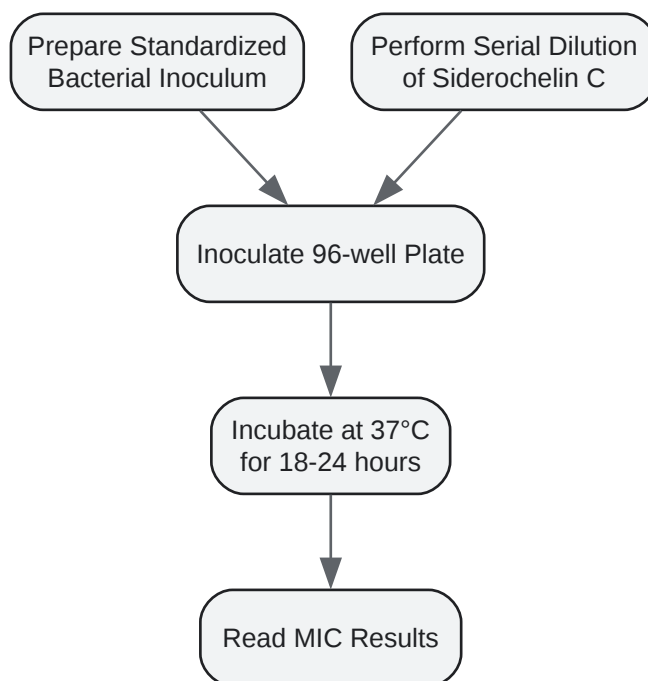 Prepare Standardized
Bacterial Inoculum
Perform Serial Dilution
of Siderochelin C
Inoculate 96-well Plate
Incubate at 37°C
for 18-24 hours
Read MIC Results